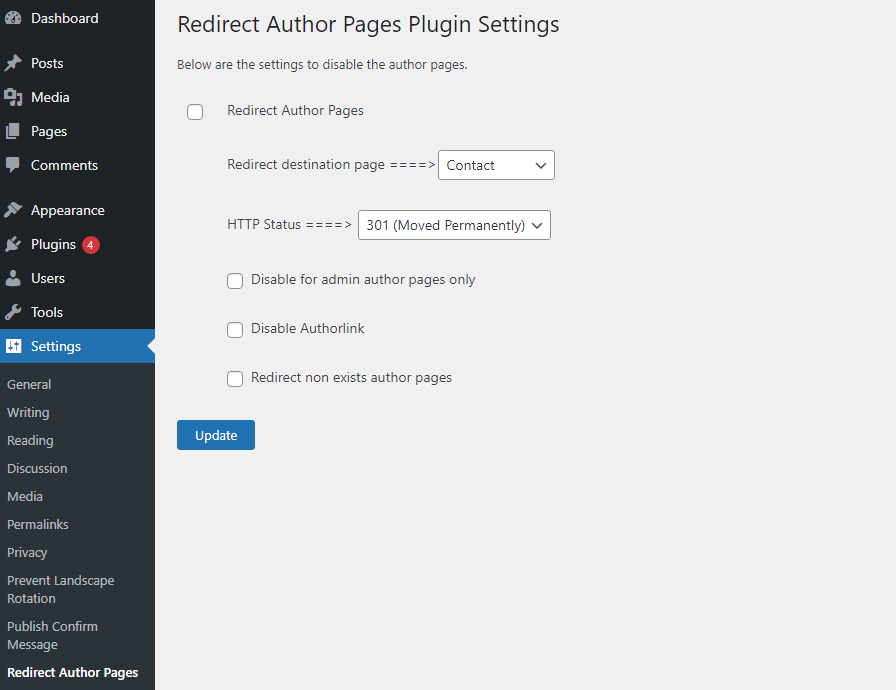 Dashboard
Posts
Media
Pages
Comments
Appearance
Plugins 4
Users
Tools
Settings
General
Writing
Reading
Discussion
Media
Permalinks
Privacy
Prevent Landscape
Rotation
Publish Confirm
Message
Redirect Author Pages
Redirect Author Pages Plugin Settings
Below are the settings to disable the author pages.
Redirect Author Pages
Redirect destination page ====> Contact
HTTP Status ====> 301 (Moved Permanently)
Disable for admin author pages only
Disable Authorlink
Redirect non exists author pages
Update